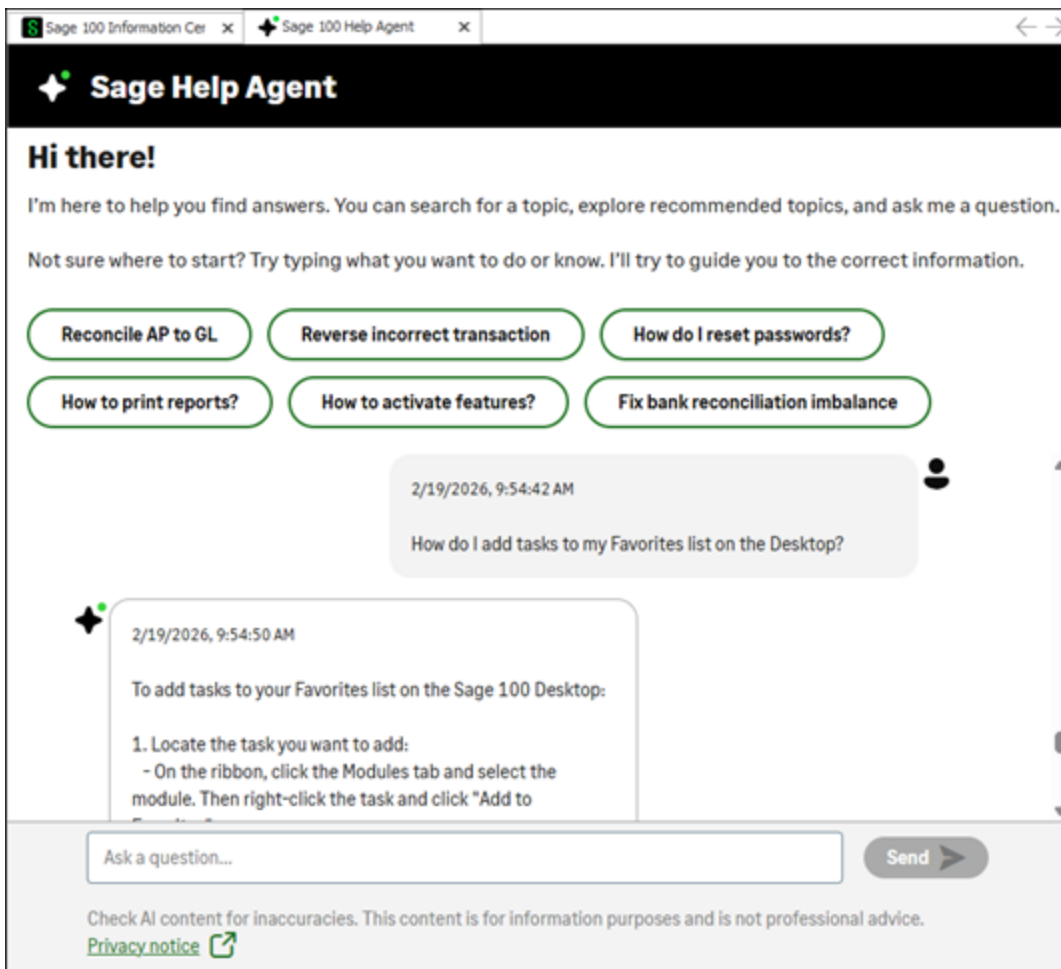 Sage 100 Information Cer
Sage 100 Help Agent
Sage Help Agent
Hi there!
I'm here to help you find answers. You can search for a topic, explore recommended topics, and ask me a question.
Not sure where to start? Try typing what you want to do or know. I'll try to guide you to the correct information.
Reconcile AP to GL
Reverse incorrect transaction
How do I reset passwords?
How to print reports?
How to activate features?
Fix bank reconciliation imbalance
2/19/2026, 9:54:42 AM
How do I add tasks to my Favorites list on the Desktop?
2/19/2026, 9:54:50 AM
To add tasks to your Favorites list on the Sage 100 Desktop:
1. Locate the task you want to add:
- On the ribbon, click the Modules tab and select the
module. Then right-click the task and click "Add to
Ask a question...
Send
Check AI content for inaccuracies. This content is for information purposes and is not professional advice.
Privacy notice